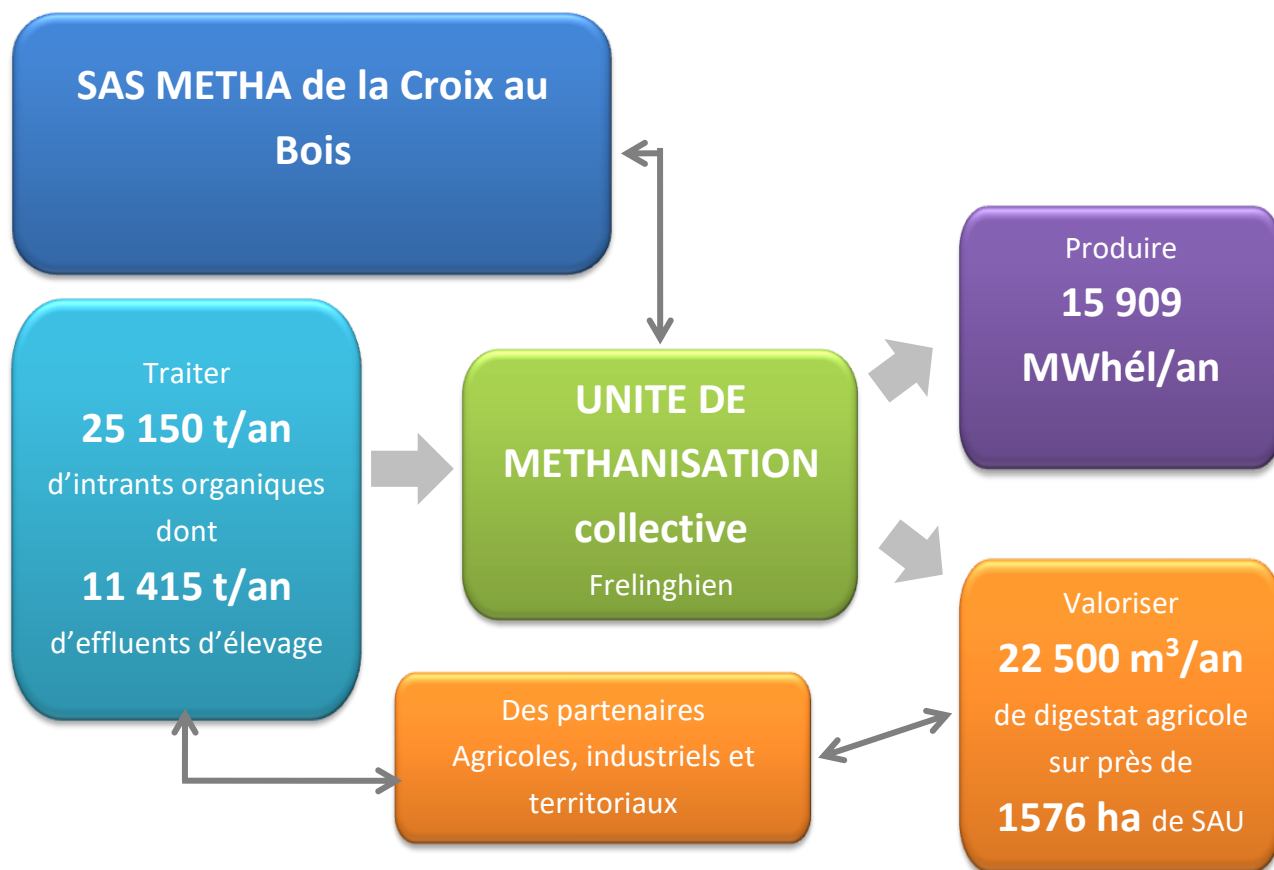 SAS METHA de la Croix au
Bois
Traiter
25 150 t/an
d’intrants organiques
dont
11 415 t/an
d’effluents d’élevage
UNITE DE
METHANISATION
collective
Frelinghien
Produire
15 909
MWhél/an
Des partenaires
Agricoles, industriels et
territoriaux
Valoriser
22 500 m³/an
de digestat agricole
sur près de
1576 ha de SAU